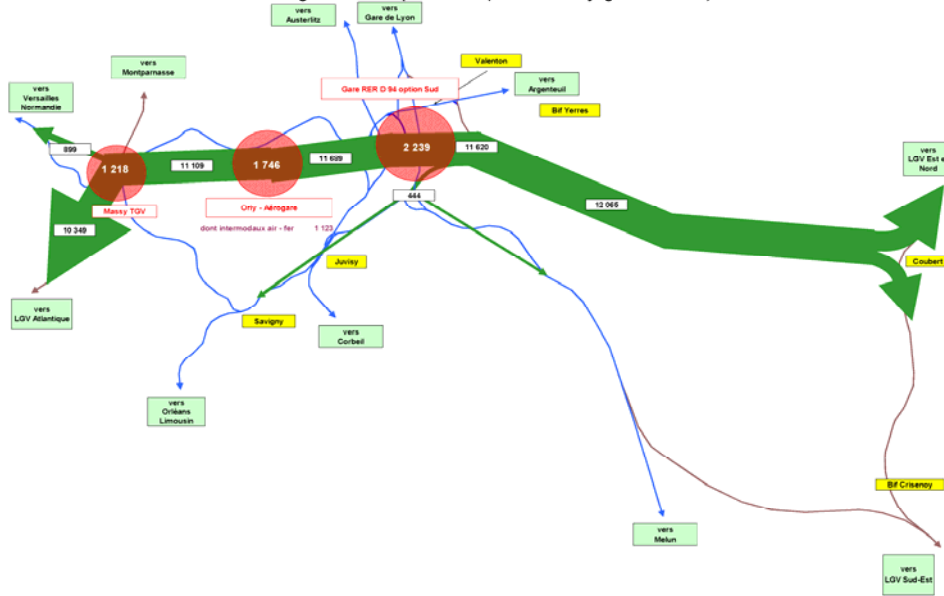 vers
Austerlitz
vers
Gare de Lyon
vers
Montparnasse
Valenton
vers
Versailles
Normandie
Gare RER D 94 option Sud
vers
Argenteuil
Bif Yerres
899
1 218
11 109
1 746
11 689
2 239
11 620
vers
LGV Est e
Nord
Massy TGV
Orly - Aérogare
444
12 065
10 349
dont intermodaux air - fer 1 123
Juvisy
Coubert
vers
LGV Atlantique
Savigny
vers
Corbeil
vers
Orléans
Limousin
Bif Crisenoy
vers
Melun
vers
LGV Sud-Est